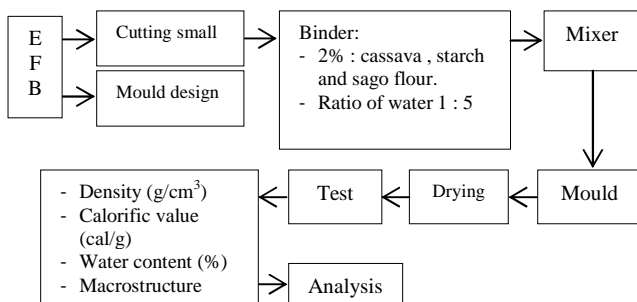 E
F
B
Cutting small
Mould design
Binder:
- 2% : cassava , starch
and sago flour.
- Ratio of water 1 : 5
Mixer
Mould
Drying
Test
- Density (g/cm³)
- Calorific value
(cal/g)
- Water content (%)
- Macrostructure
Analysis